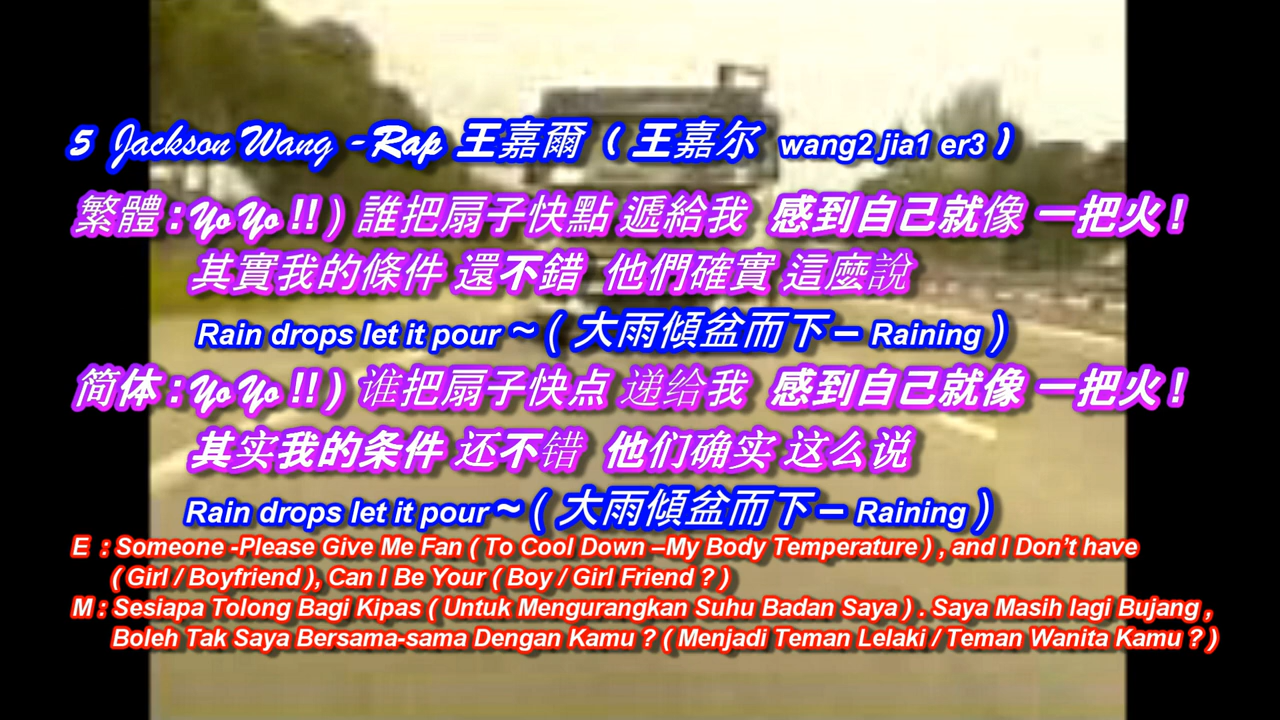 5 Jackson Wang -Rap 王嘉爾 ( 王嘉尔 wang2 jia1 er3 )
繁體 : Yo Yo !! ) 誰把扇子快點 遞給我 感到自己就像 一把火 !
其實我的條件 還不錯 他們確實 這麼說
Rain drops let it pour ~ ( 大雨傾盆而下 – Raining )
简体 : Yo Yo !! ) 谁把扇子快点 递给我 感到自己就像 一把火 !
其实我的条件 还不错 他们确实 这么说
Rain drops let it pour ~ ( 大雨傾盆而下 – Raining )
E : Someone -Please Give Me Fan ( To Cool Down –My Body Temperature ) , and I Don’t have
( Girl / Boyfriend ), Can I Be Your ( Boy / Girl Friend ? )
M : Sesiapa Tolong Bagi Kipas ( Untuk Mengurangkan Suhu Badan Saya ) . Saya Masih lagi Bujang ,
Boleh Tak Saya Bersama-sama Dengan Kamu ? ( Menjadi Teman Lelaki / Teman Wanita Kamu ? )